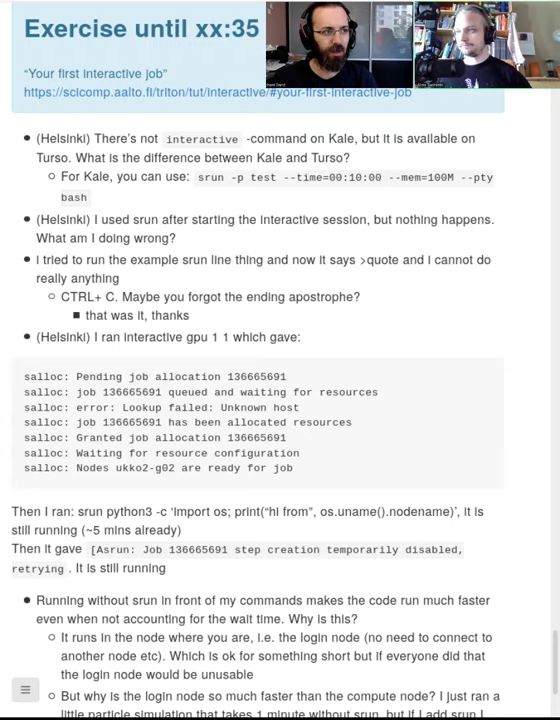 Exercise until xx:35
“Your first interactive job”
https://scicomp.aalto.fi/triton/tut/interactive/#your-first-interactive-job
(Helsinki) There’s not interactive -command on Kale, but it is available on
Turso. What is the difference between Kale and Turso?
For Kale, you can use: srun -p test --time=00:10:00 --mem=100M --pty
bash
(Helsinki) I used srun after starting the interactive session, but nothing happens.
What am I doing wrong?
i tried to run the example srun line thing and now it says >quote and i cannot do
really anything
CTRL+ C. Maybe you forgot the ending apostrophe?
that was it, thanks
(Helsinki) I ran interactive gpu 1 1 which gave:
salloc: Pending job allocation 136665691
salloc: job 136665691 queued and waiting for resources
salloc: error: Lookup failed: Unknown host
salloc: job 136665691 has been allocated resources
salloc: Granted job allocation 136665691
salloc: Waiting for resource configuration
salloc: Nodes ukko2-g02 are ready for job
Then I ran: srun python3 -c ‘import os; print(“hi from”, os.uname().nodename)’, it is
still running (~5 mins already)
Then it gave [Asrun: Job 136665691 step creation temporarily disabled,
retrying . It is still running
Running without srun in front of my commands makes the code run much faster
even when not accounting for the wait time. Why is this?
It runs in the node where you are, i.e. the login node (no need to connect to
another node etc). Which is ok for something short but if everyone did that
the login node would be unusable
But why is the login node so much faster than the compute node? I just ran a
little particle simulation that takes 1 minute without srun, but if I add srun I